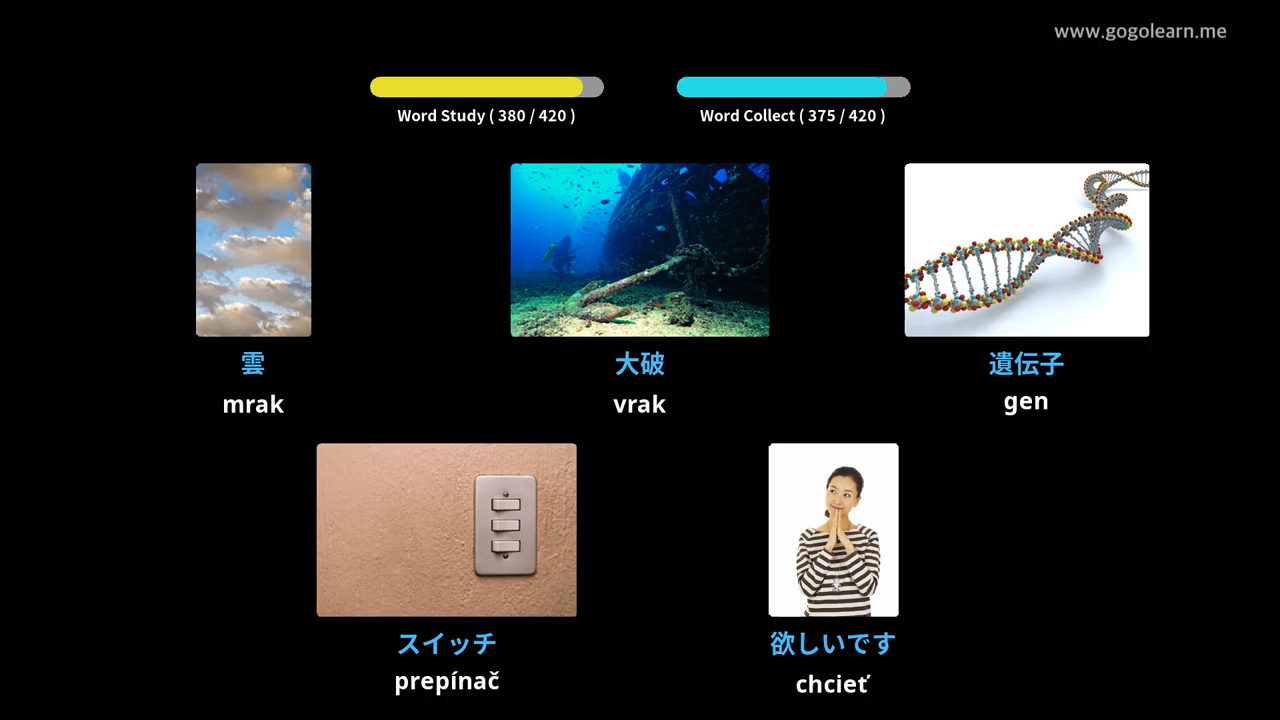 www.gogolearn.me
Word Study ( 380 / 420 )
Word Collect ( 375 / 420 )
雲
mrak
大破
vrak
遺伝子
gen
スイッチ
prepínač
欲しいです
chcieť